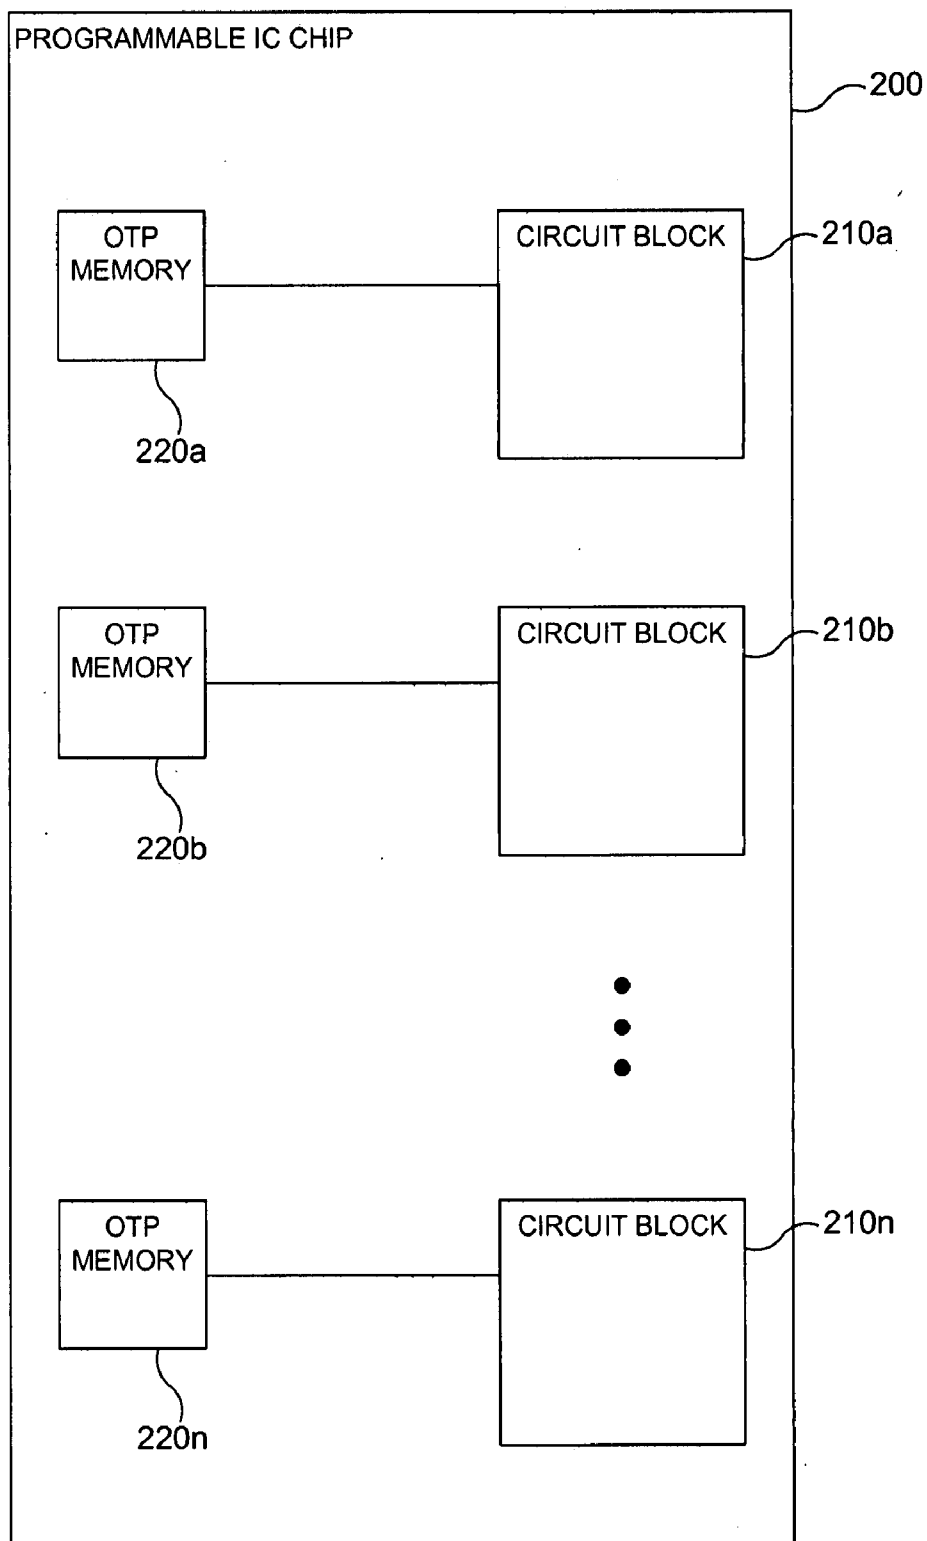 PROGRAMMABLE IC CHIP
200
OTP
MEMORY
CIRCUIT BLOCK
210a
220a
OTP
MEMORY
CIRCUIT BLOCK
210b
220b
OTP
MEMORY
CIRCUIT BLOCK
210n
220n